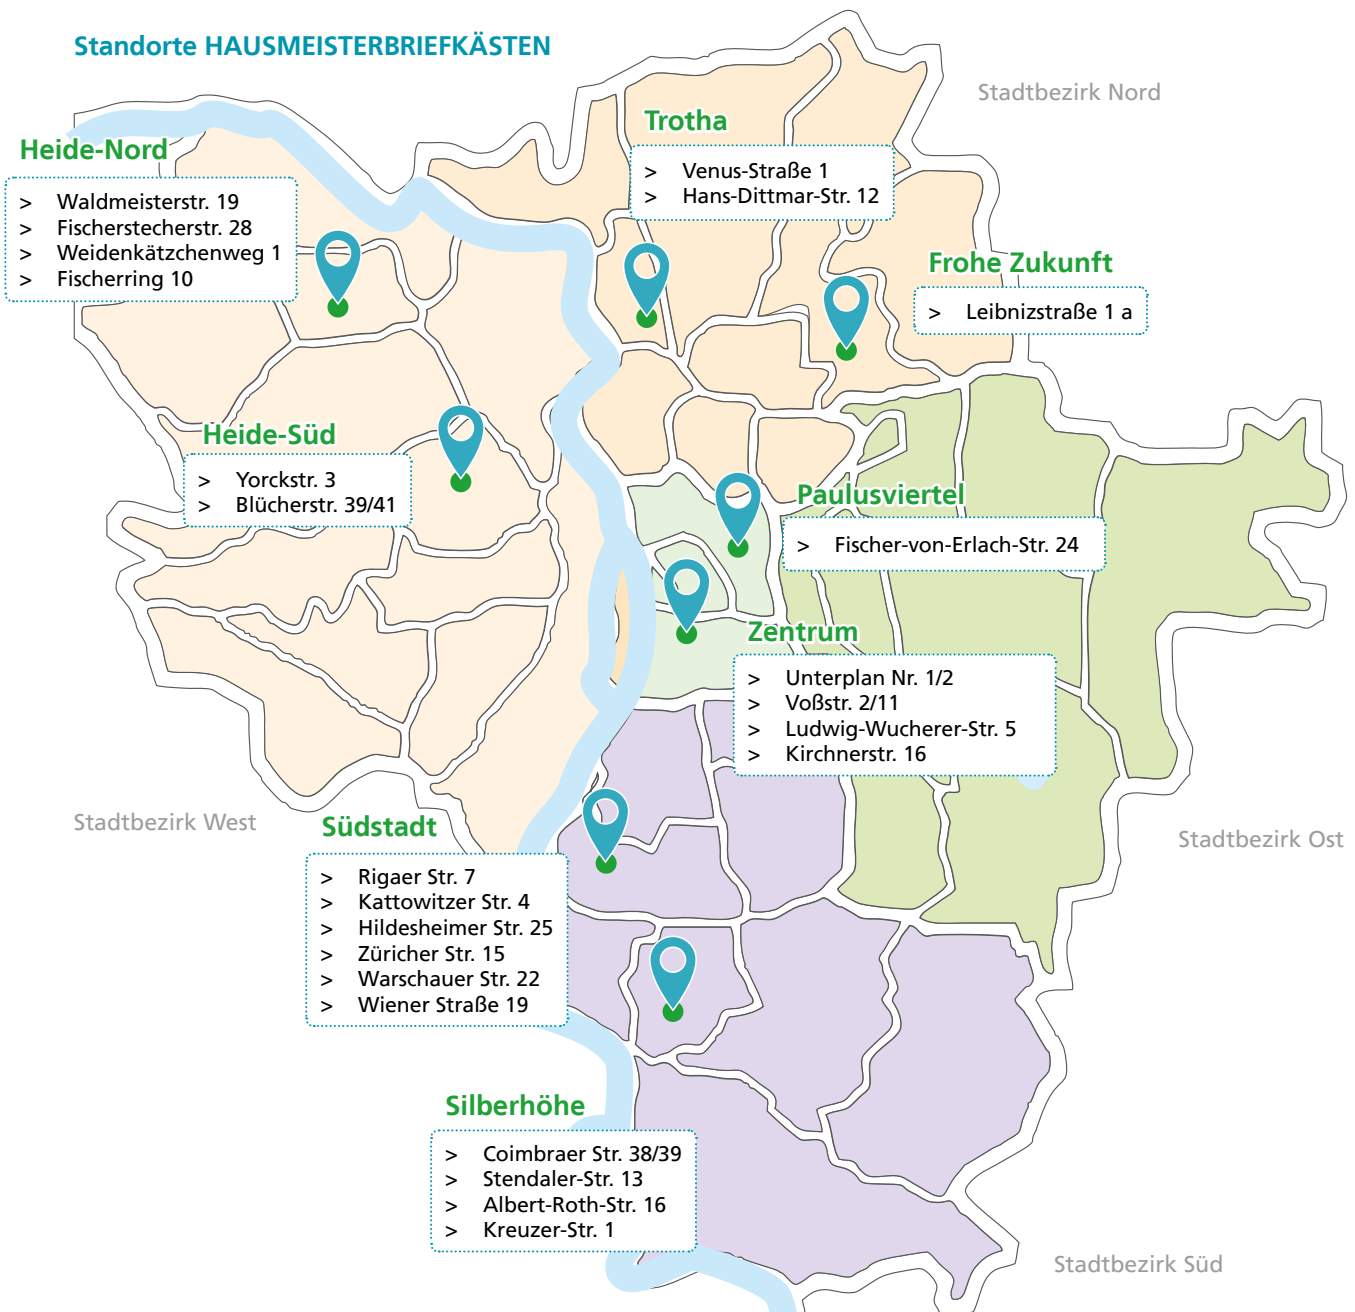 Standorte HAUSMEISTERBRIEFKÄSTEN
Stadtbezirk Nord
Trotha
> Venus-Straße 1
> Hans-Dittmar-Str. 12
Heide-Nord
> Waldmeisterstr. 19
> Fischerstecherstr. 28
> Weidenkätzchenweg 1
> Fischerring 10
Frohe Zukunft
> Leibnizstraße 1 a
Heide-Süd
> Yorckstr. 3
> Blücherstr. 39/41
Paulusviertel
> Fischer-von-Erlach-Str. 24
Zentrum
> Unterplan Nr. 1/2
> Voßstr. 2/11
> Ludwig-Wucherer-Str. 5
> Kirchnerstr. 16
Stadtbezirk West
Südstadt
> Rigaer Str. 7
> Kattowitzer Str. 4
> Hildesheimer Str. 25
> Züricher Str. 15
> Warschauer Str. 22
> Wiener Straße 19
Stadtbezirk Ost
Silberhöhe
> Coimbraer Str. 38/39
> Stendaler-Str. 13
> Albert-Roth-Str. 16
> Kreuzer-Str. 1
Stadtbezirk Süd